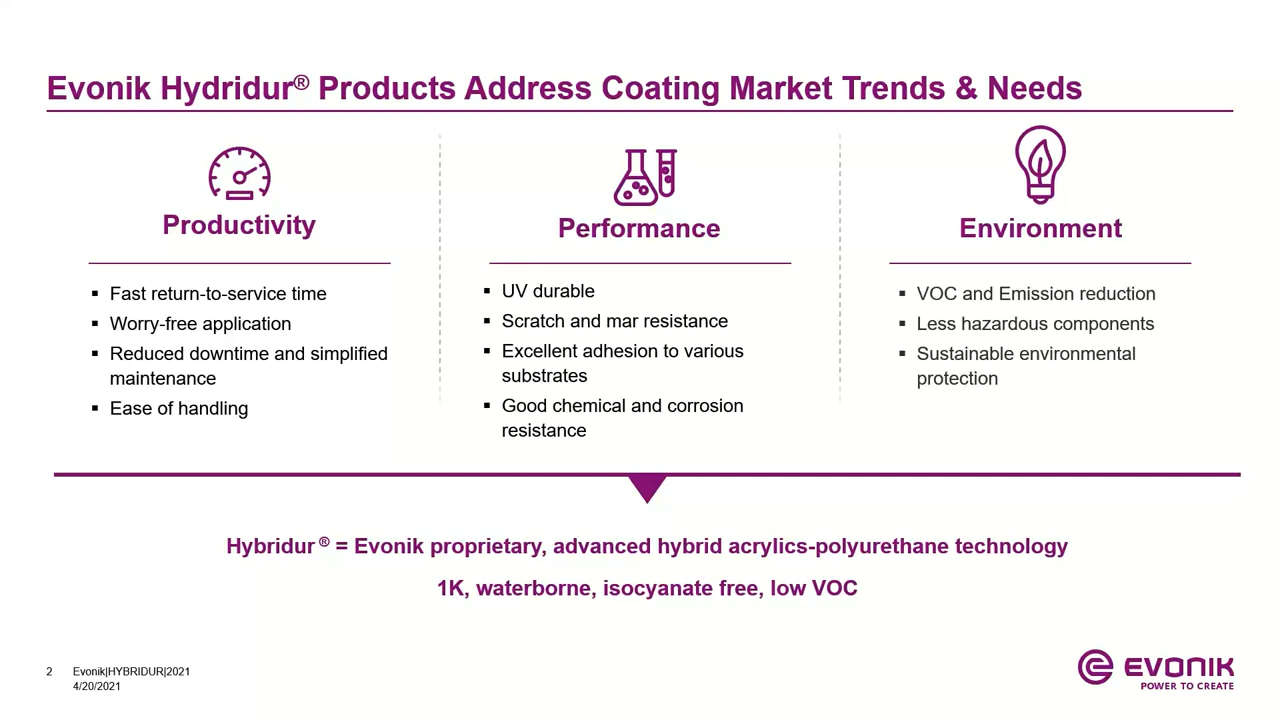 Evonik Hydridur® Products Address Coating Market Trends & Needs
Productivity
▪ Fast return-to-service time
▪ Worry-free application
▪ Reduced downtime and simplified
maintenance
▪ Ease of handling
Performance
▪ UV durable
▪ Scratch and mar resistance
▪ Excellent adhesion to various
substrates
▪ Good chemical and corrosion
resistance
Environment
▪ VOC and Emission reduction
▪ Less hazardous components
▪ Sustainable environmental
protection
Hybridur ® = Evonik proprietary, advanced hybrid acrylics-polyurethane technology
1K, waterborne, isocyanate free, low VOC
2 Evonik|HYBRIDUR|2021
4/20/2021
EVONIK
POWER TO CREATE